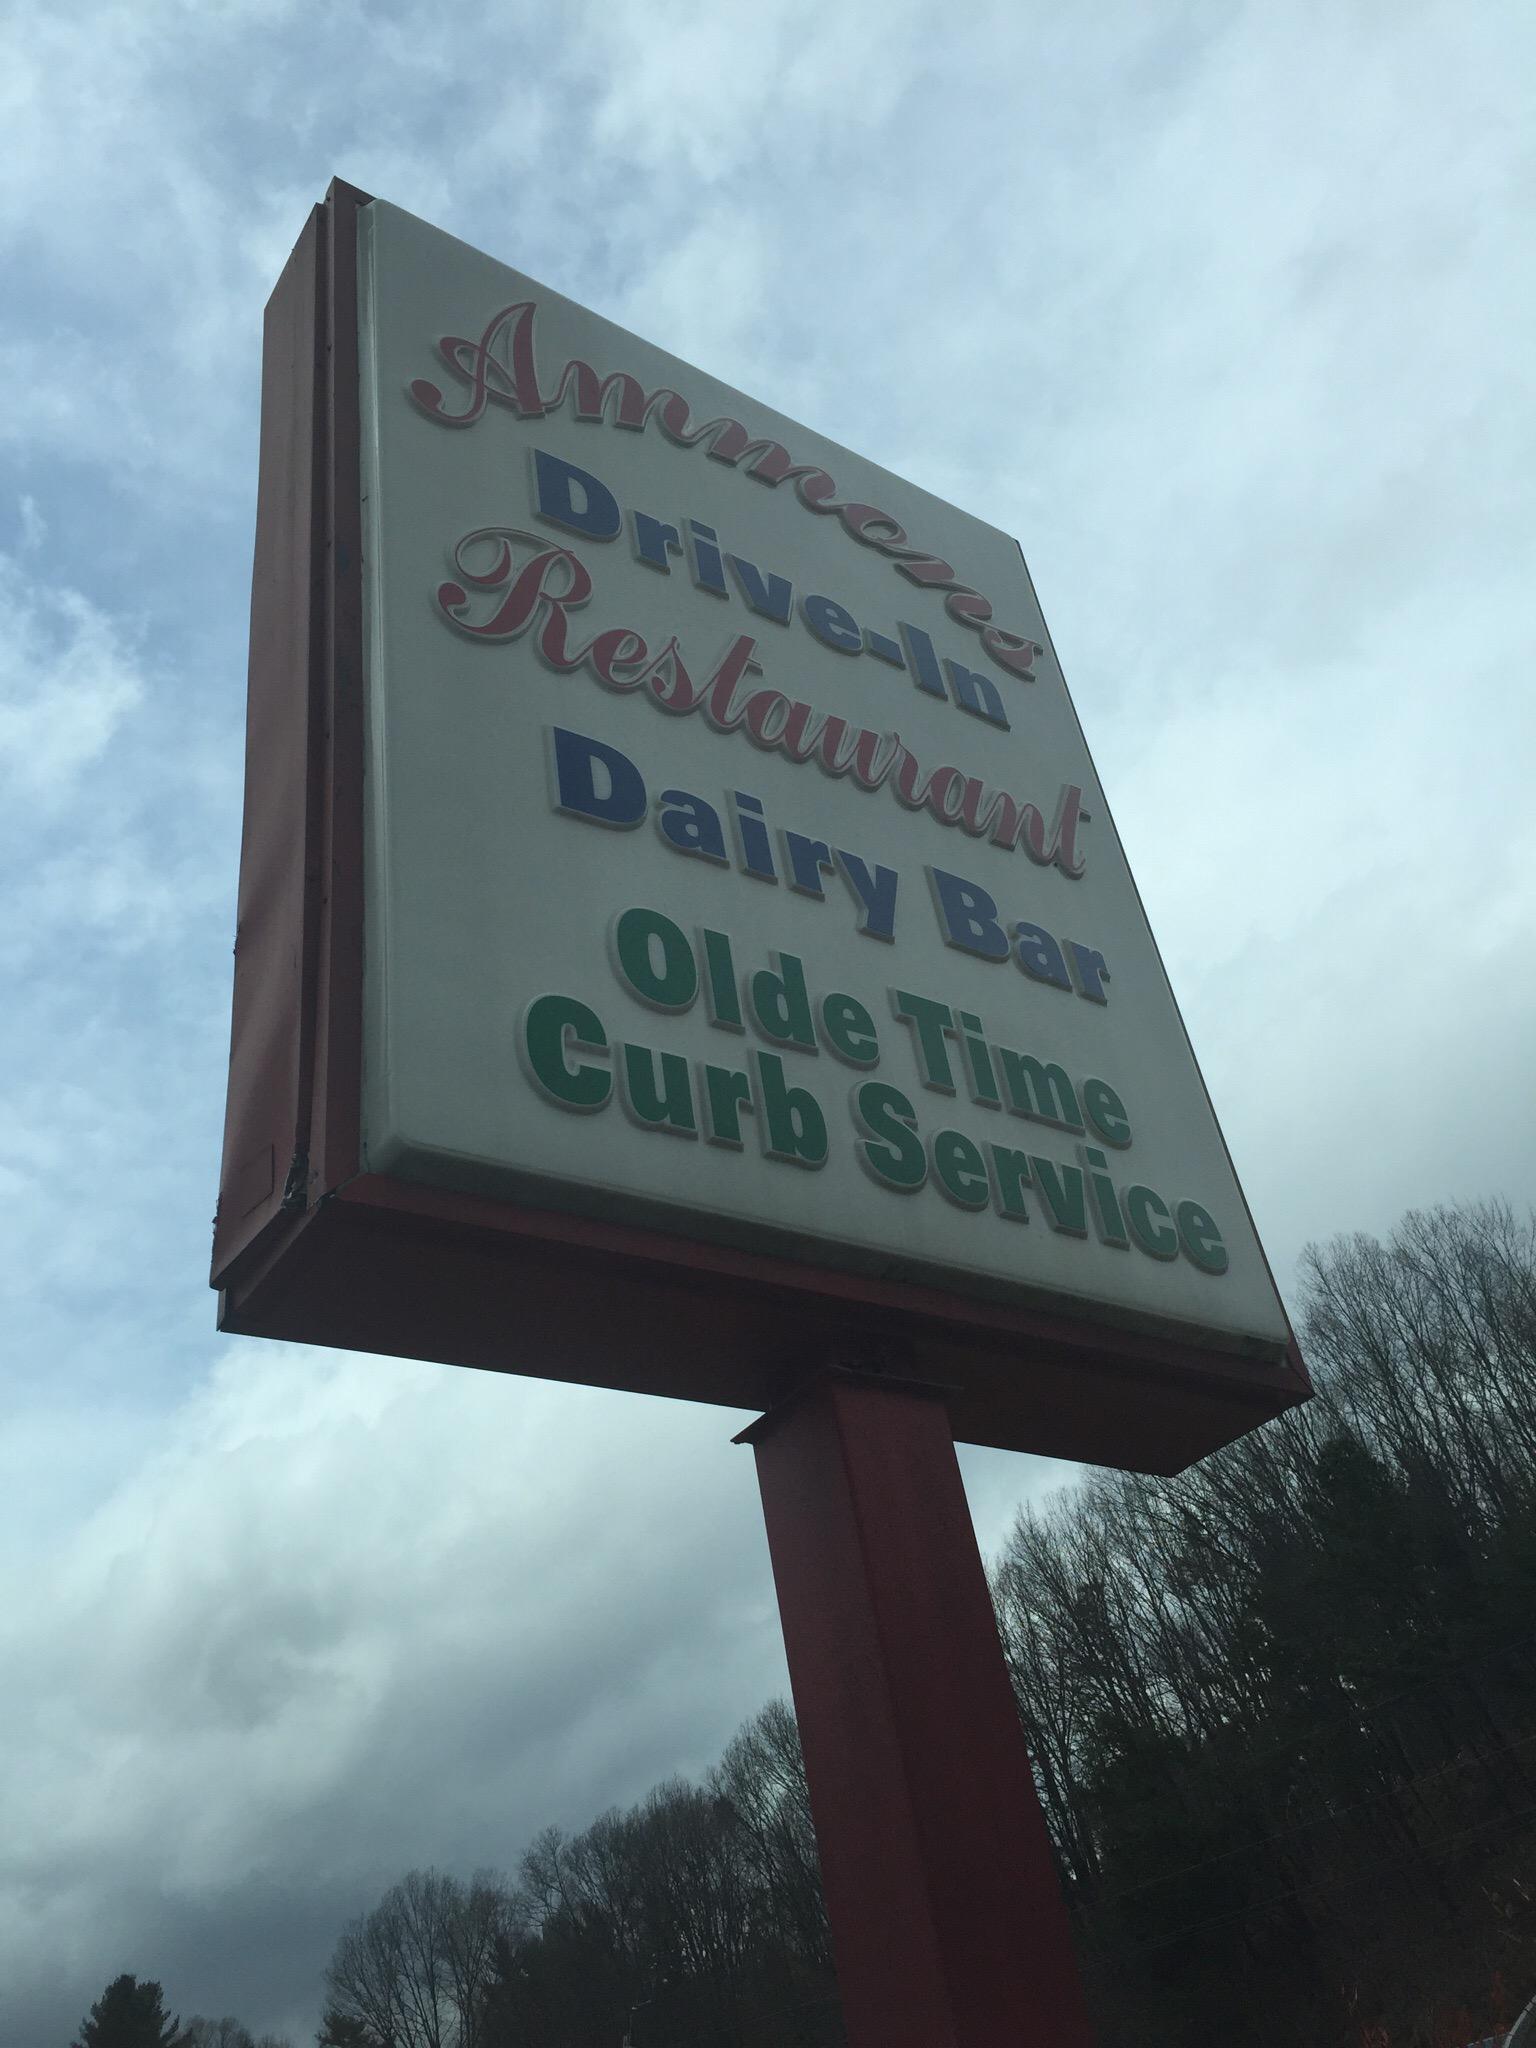 Ammons
Drive-In
Restaurant
Dairy Bar
Olde Time
Curb Service